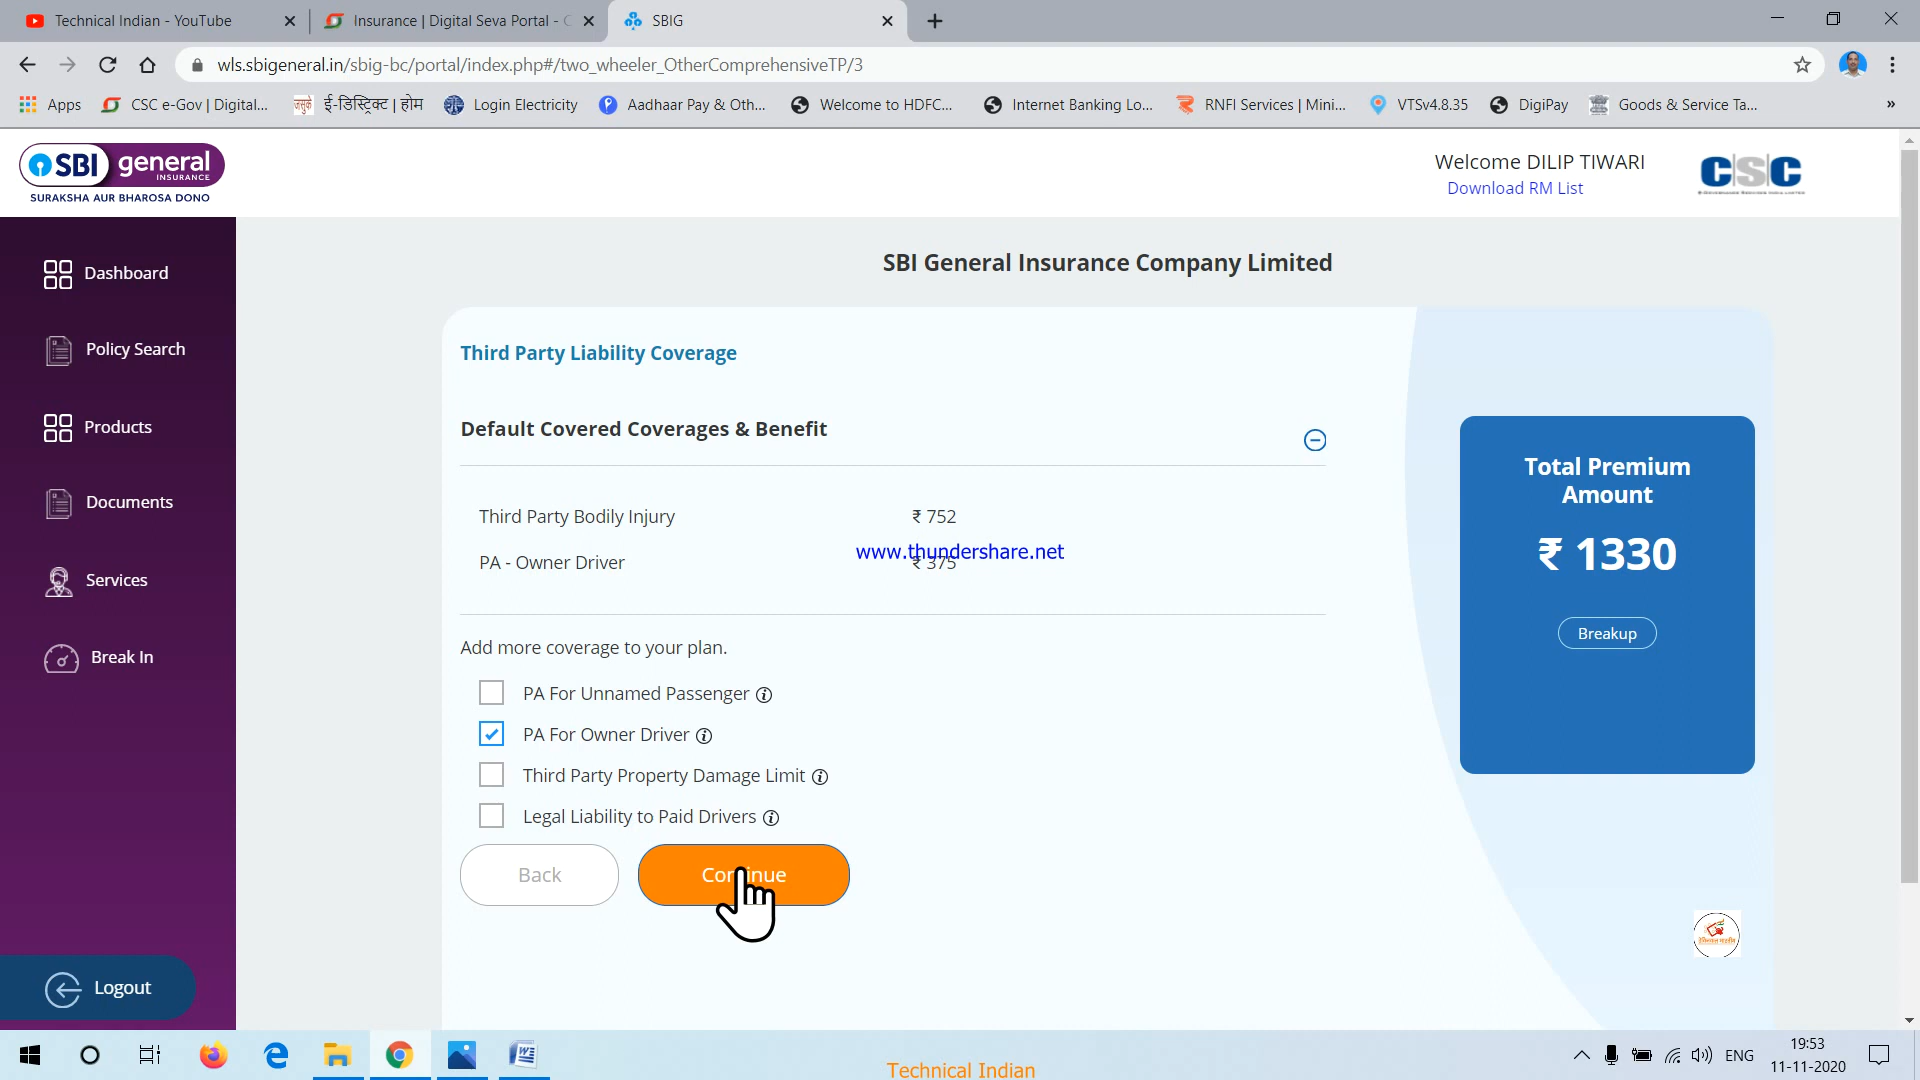 Technical Indian - YouTube
Insurance | Digital Seva Portal - C
SBIG
wls.sbigeneral.in/sbig-bc/portal/index.php#/two_wheeler_OtherComprehensiveTP/3
Apps
CSC e-Gov | Digital...
ई-डिस्ट्रिक्ट | होम
Login Electricity
Aadhaar Pay & Oth...
Welcome to HDFC...
Internet Banking Lo...
RNFI Services | Mini...
VTSv4.8.35
DigiPay
Goods & Service Ta...
»
SBI general
INSURANCE
SURAKSHA AUR BHAROSA DONO
Welcome DILIP TIWARI
Download RM List
CSC
Dashboard
Policy Search
Products
Documents
Services
Break In
Logout
SBI General Insurance Company Limited
Third Party Liability Coverage
Default Covered Coverages & Benefit
Third Party Bodily Injury ₹ 752
www.thundershare.net
PA - Owner Driver ₹ 375
Add more coverage to your plan.
PA For Unnamed Passenger
PA For Owner Driver
Third Party Property Damage Limit
Legal Liability to Paid Drivers
Back
Continue
Total Premium
Amount
₹ 1330
Breakup
Technical Indian
ENG
19:53
11-11-2020